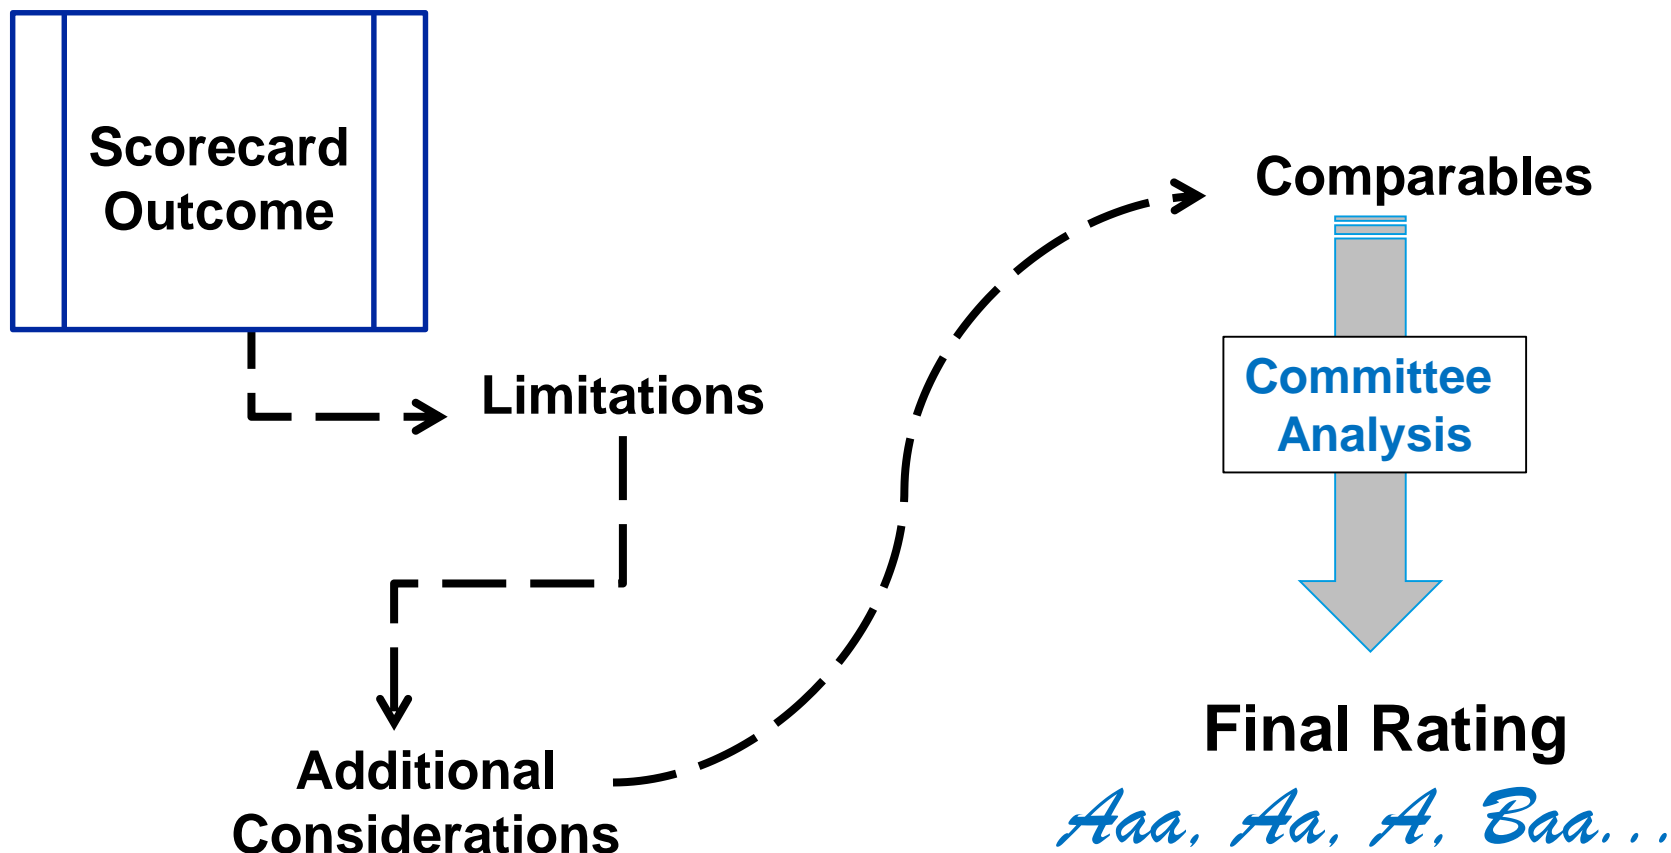 Scorecard
Outcome
Limitations
Additional
Considerations
Comparables
Committee
Analysis
Final Rating
Aaa, Aa, A, Baa...